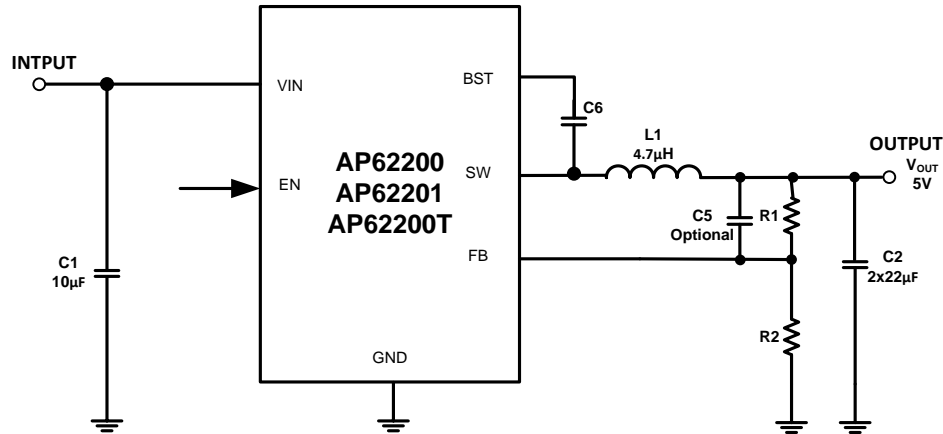 INTPUT
VIN
BST
C6
L1
4.7µH
OUTPUT
VOUT
5V
AP62200
AP62201
AP62200T
EN
SW
C5
Optional
R1
FB
C1
10µF
C2
2x22µF
R2
GND